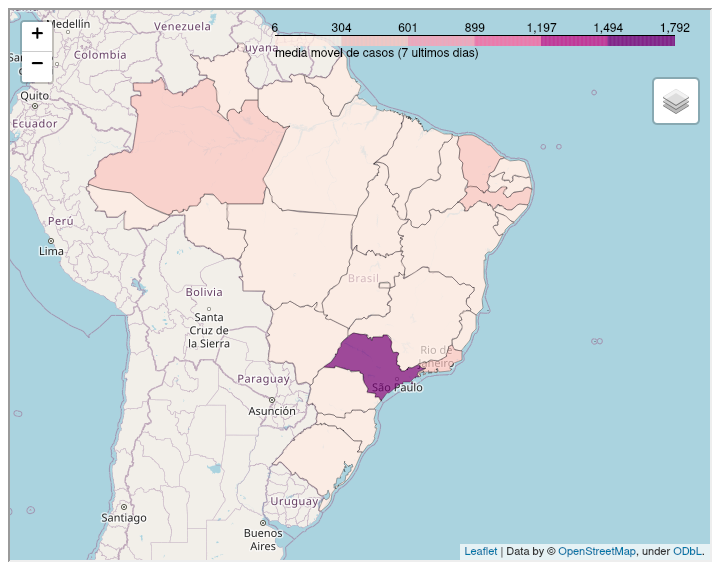 Medellín
Venezuela
6 304 601 899 1,197 1,494 1,792
media movel de casos (7 ultimos dias)
+
−
Colombia
Quito
Ecuador
Perú
Lima
Brasil
Bolivia
Santa
Cruz de
la Sierra
Rio de
Janeiro
São Paulo
Paraguay
Asunción
Uruguay
Santiago
Buenos
Aires
Leaflet | Data by © OpenStreetMap, under ODbL.